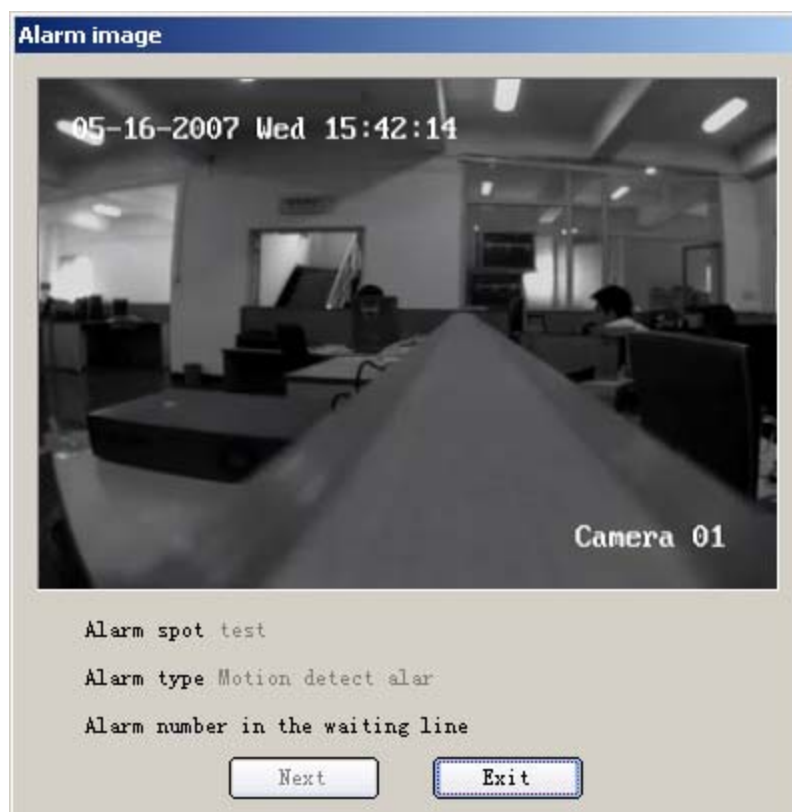 Alarm image
05-16-2007 Wed 15:42:14
Camera 01
Alarm spot test
Alarm type Motion detect alar
Alarm number in the waiting line
Next Exit